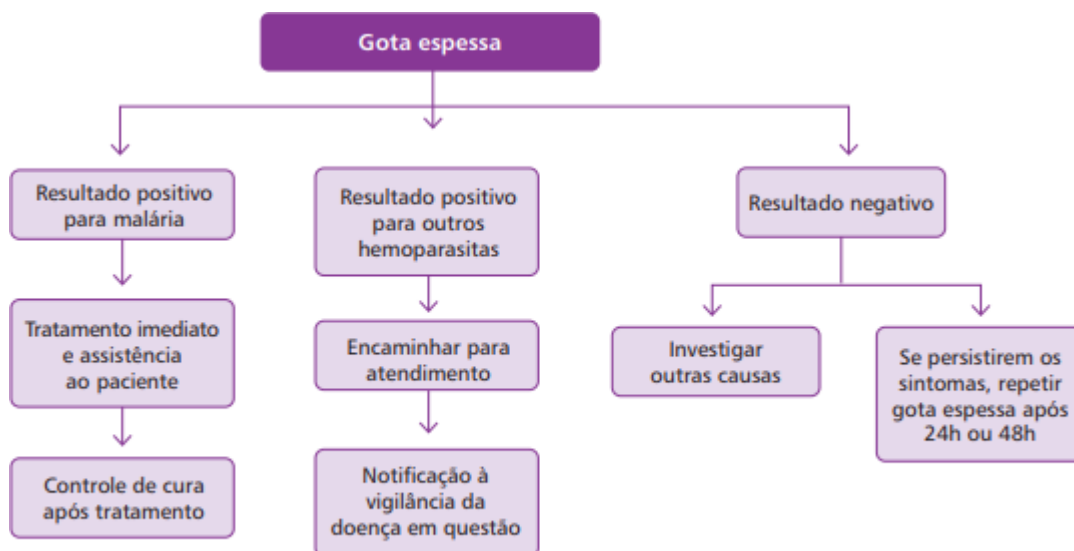 Gota espessa
Resultado positivo
para malária
Resultado positivo
para outros
hemoparasitas
Resultado negativo
Tratamento imediato
e assistência
ao paciente
Encaminhar para
atendimento
Investigar
outras causas
Se persistirem os
sintomas, repetir
gota espessa após
24h ou 48h
Controle de cura
após tratamento
Notificação à
vigilância da
doença em questão